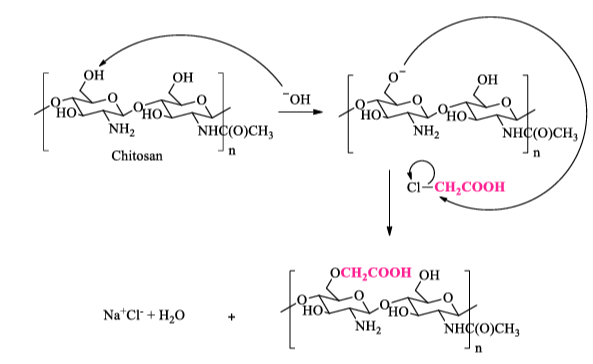 OH
OH
O
O
O
O
HO
HO
NH₂
NHC(O)CH₃
n
Chitosan
⁻OH
O⁻
OH
O
O
O
O
HO
HO
NH₂
NHC(O)CH₃
n
Cl—CH₂COOH
OCH₂COOH
OH
O
O
O
O
HO
HO
NH₂
NHC(O)CH₃
n
Na⁺Cl⁻ + H₂O +